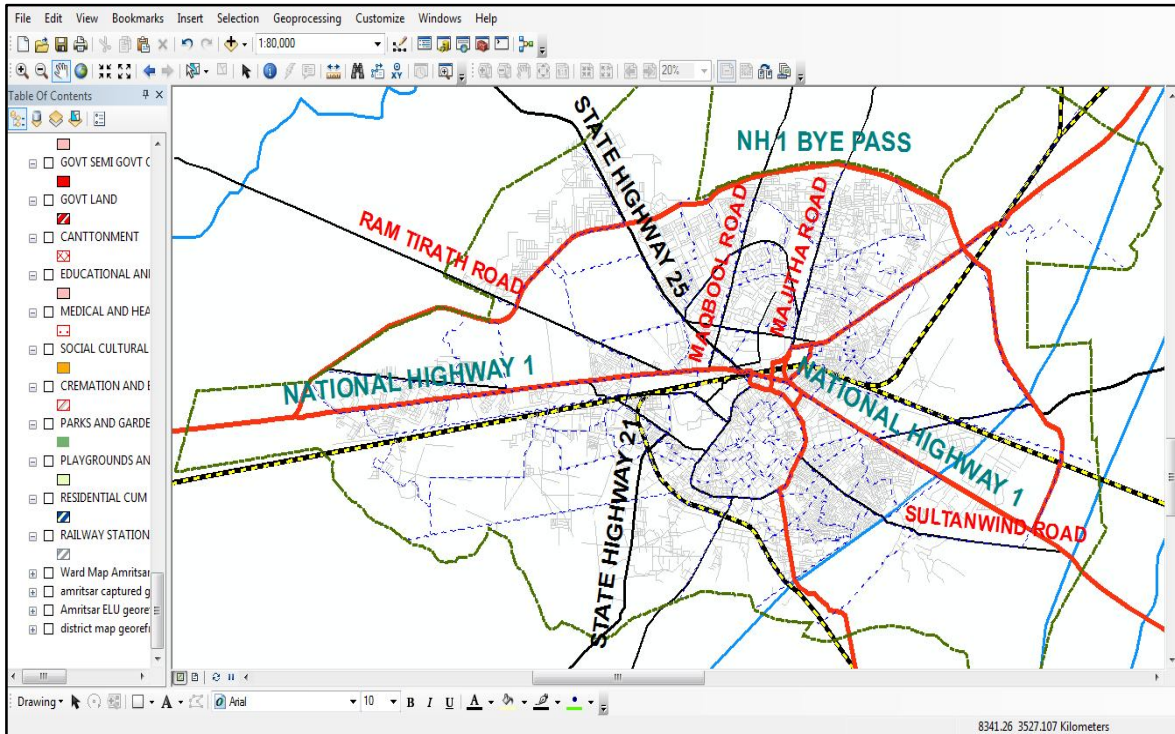 File Edit View Bookmarks Insert Selection Geoprocessing Customize Windows Help
1:80,000
20%
Table Of Contents
GOVT SEMI GOVT
GOVT LAND
CANTTONMENT
EDUCATIONAL AN
MEDICAL AND HEA
SOCIAL CULTURAL
CREMATION AND
PARKS AND GARDE
PLAYGROUNDS AN
RESIDENTIAL CUM
RAILWAY STATION
Ward Map Amritsar
amritsar captured g
Amritsar ELU georef
district map georefr
STATE HIGHWAY 25
NH 1 BYE PASS
RAM TIRATH ROAD
MAQBOOL ROAD
MAJITHA ROAD
NATIONAL HIGHWAY 1
NATIONAL HIGHWAY 1
STATE HIGHWAY 21
SULTANWIND ROAD
Drawing Arial 10 B I U A
8341.26 3527.107 Kilometers